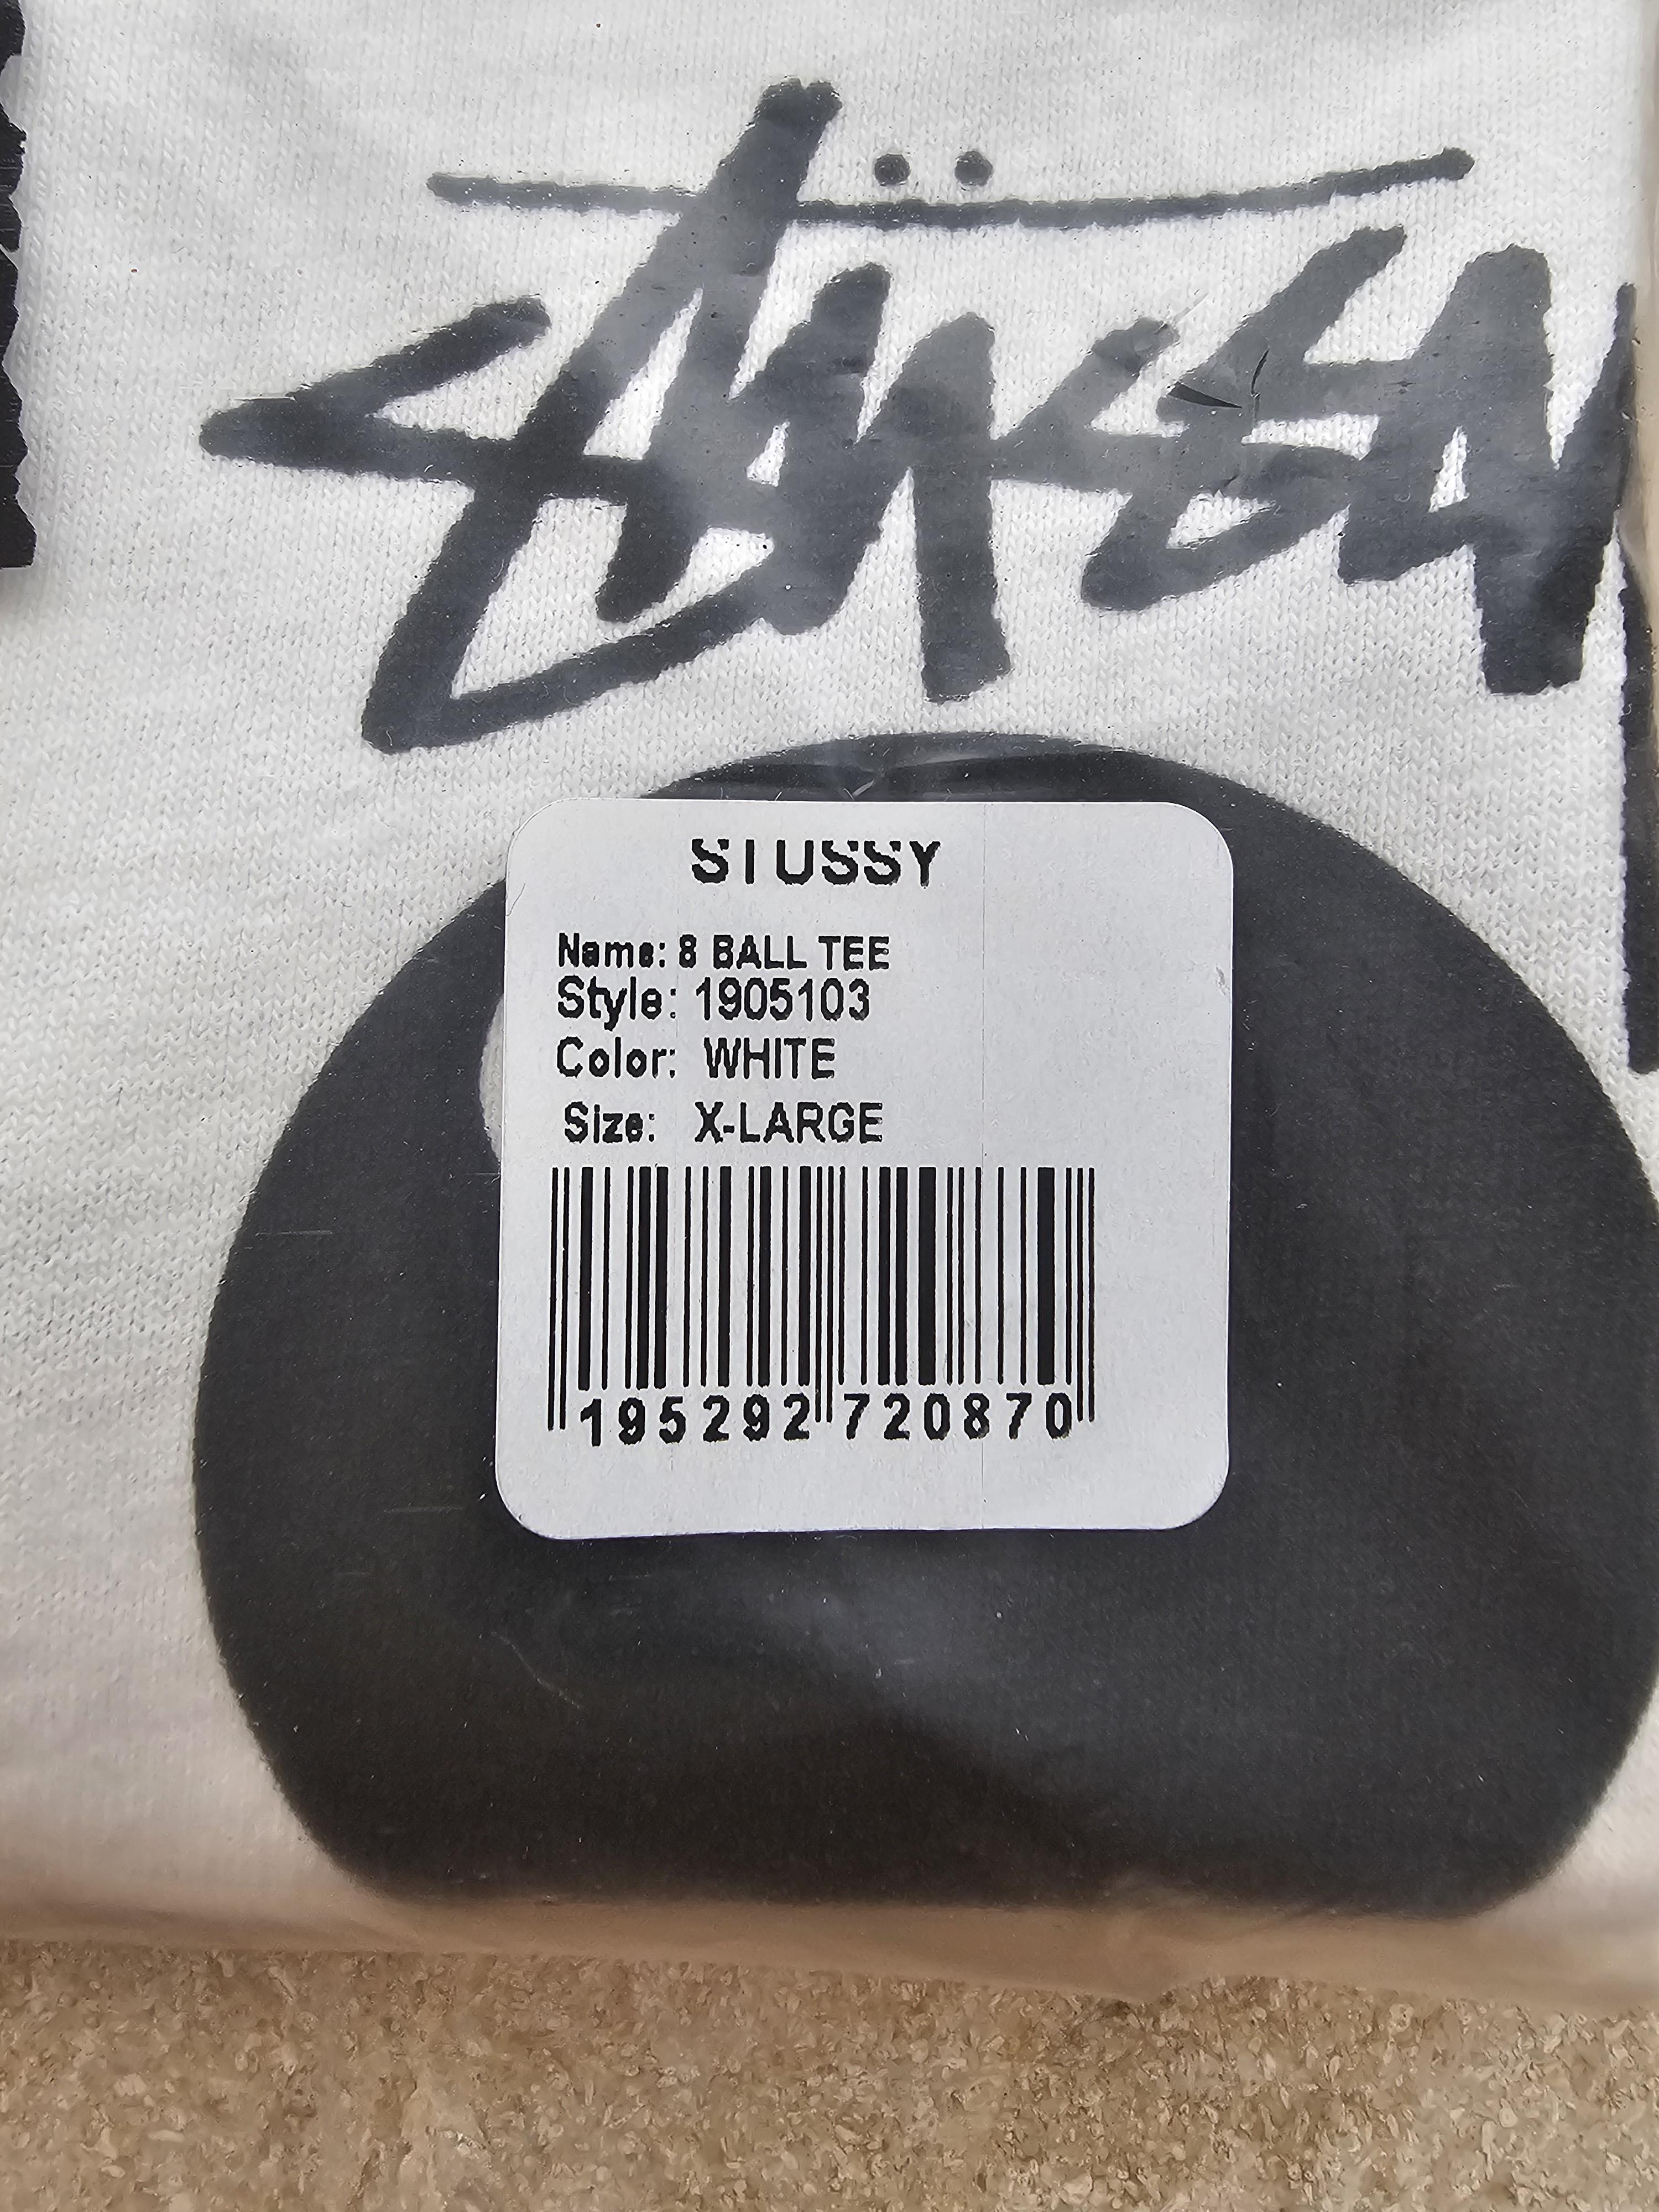 STÜSSY
STUSSY
Name: 8 BALL TEE
Style: 1905103
Color: WHITE
Size: X-LARGE
195292 720870